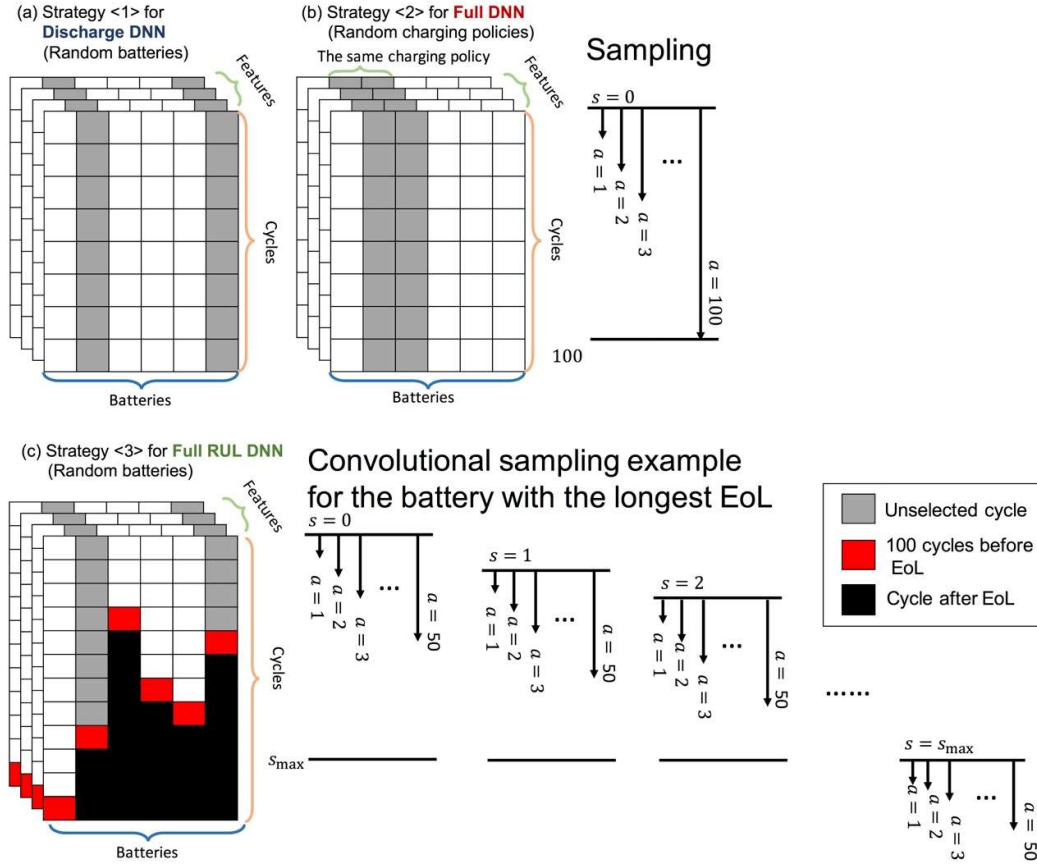 (a) Strategy <1> for
Discharge DNN
(Random batteries)
Features
Cycles
Batteries
(b) Strategy <2> for Full DNN
(Random charging policies)
The same charging policy
Features
Cycles
Batteries
Sampling
s = 0
a = 1
a = 2
a = 3
...
a = 100
100
(c) Strategy <3> for Full RUL DNN
(Random batteries)
Features
Cycles
Batteries
Convolutional sampling example
for the battery with the longest EoL
s = 0
a = 1
a = 2
a = 3
...
a = 50
s = 1
a = 1
a = 2
a = 3
...
a = 50
s = 2
a = 1
a = 2
a = 3
...
a = 50
......
smax
s = smax
a = 1
a = 2
a = 3
...
a = 50
Unselected cycle
100 cycles before
EoL
Cycle after EoL